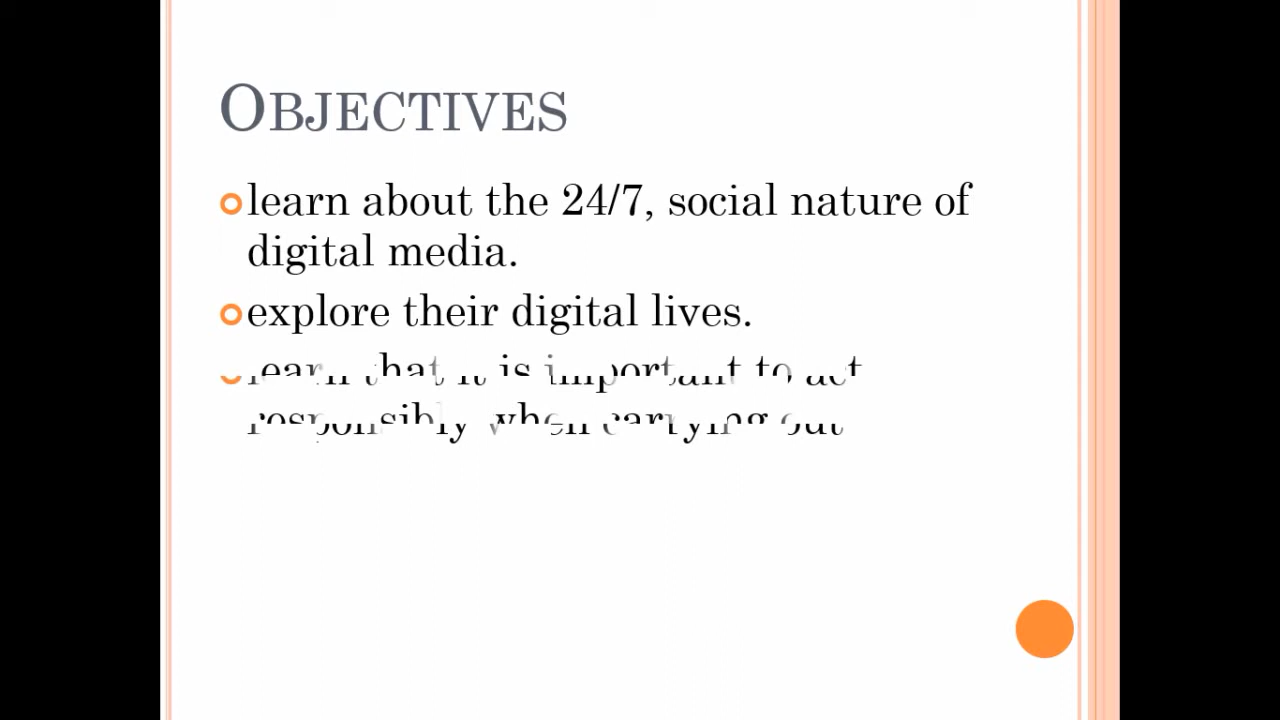 OBJECTIVES
learn about the 24/7, social nature of
digital media.
explore their digital lives.
learn that it is important to act
responsibly when carrying out